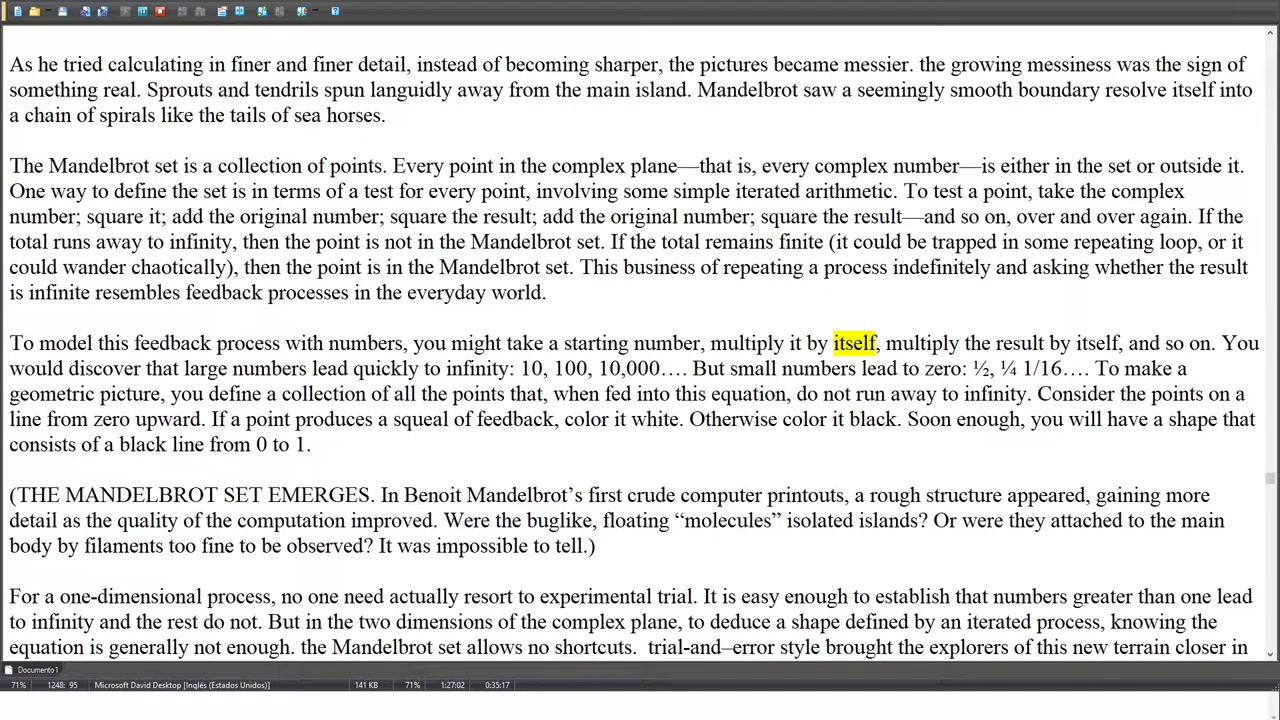 As he tried calculating in finer and finer detail, instead of becoming sharper, the pictures became messier. the growing messiness was the sign of
something real. Sprouts and tendrils spun languidly away from the main island. Mandelbrot saw a seemingly smooth boundary resolve itself into
a chain of spirals like the tails of sea horses.
The Mandelbrot set is a collection of points. Every point in the complex plane—that is, every complex number—is either in the set or outside it.
One way to define the set is in terms of a test for every point, involving some simple iterated arithmetic. To test a point, take the complex
number; square it; add the original number; square the result; add the original number; square the result—and so on, over and over again. If the
total runs away to infinity, then the point is not in the Mandelbrot set. If the total remains finite (it could be trapped in some repeating loop, or it
could wander chaotically), then the point is in the Mandelbrot set. This business of repeating a process indefinitely and asking whether the result
is infinite resembles feedback processes in the everyday world.
To model this feedback process with numbers, you might take a starting number, multiply it by itself, multiply the result by itself, and so on. You
would discover that large numbers lead quickly to infinity: 10, 100, 10,000…. But small numbers lead to zero: ½, ¼ 1/16…. To make a
geometric picture, you define a collection of all the points that, when fed into this equation, do not run away to infinity. Consider the points on a
line from zero upward. If a point produces a squeal of feedback, color it white. Otherwise color it black. Soon enough, you will have a shape that
consists of a black line from 0 to 1.
(THE MANDELBROT SET EMERGES. In Benoit Mandelbrot’s first crude computer printouts, a rough structure appeared, gaining more
detail as the quality of the computation improved. Were the buglike, floating “molecules” isolated islands? Or were they attached to the main
body by filaments too fine to be observed? It was impossible to tell.)
For a one-dimensional process, no one need actually resort to experimental trial. It is easy enough to establish that numbers greater than one lead
to infinity and the rest do not. But in the two dimensions of the complex plane, to deduce a shape defined by an iterated process, knowing the
equation is generally not enough. the Mandelbrot set allows no shortcuts.  trial-and–error style brought the explorers of this new terrain closer in
Documento1
71% 1248: 95 Microsoft David Desktop [Inglés (Estados Unidos)] 141 KB 71% 1:27:02 0:35:17